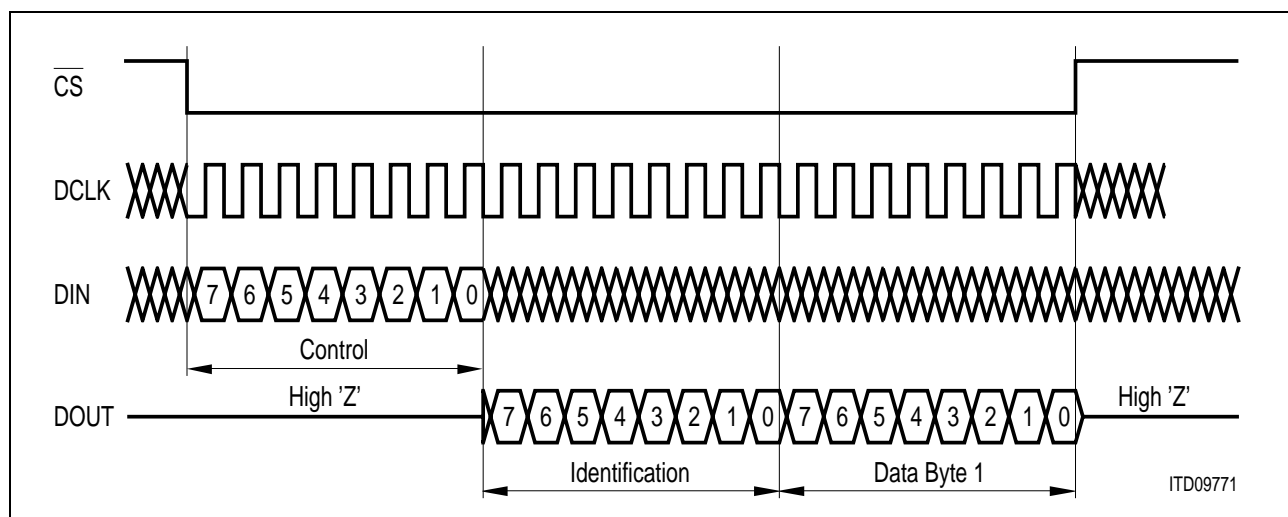 CS
DCLK
DIN
7 6 5 4 3 2 1 0
Control
High 'Z'
High 'Z'
DOUT
7 6 5 4 3 2 1 0 7 6 5 4 3 2 1 0
Identification
Data Byte 1
ITD09771